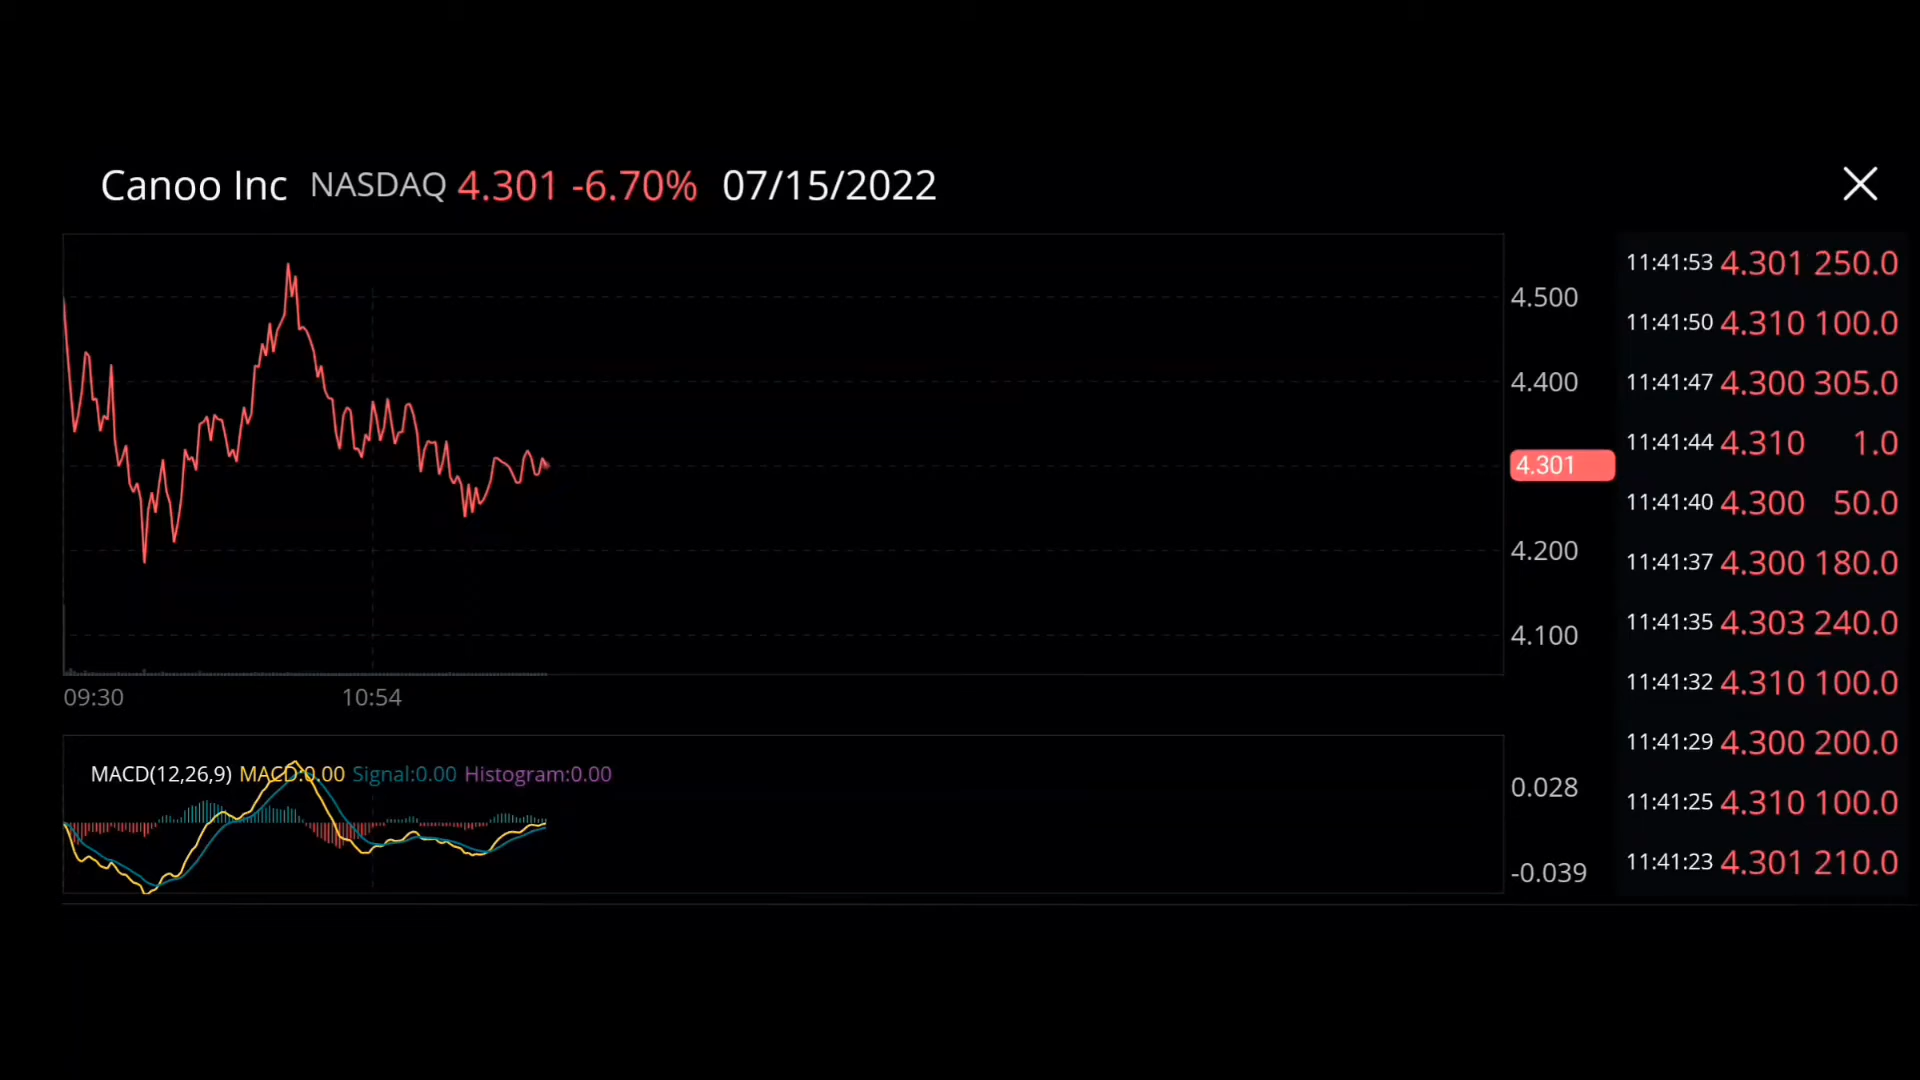 Canoo Inc NASDAQ 4.301 -6.70% 07/15/2022
4.500
4.400
4.301
4.200
4.100
09:30 10:54
MACD(12,26,9) MACD:0.00 Signal:0.00 Histogram:0.00
0.028
-0.039
11:41:53 4.301 250.0
11:41:50 4.310 100.0
11:41:47 4.300 305.0
11:41:44 4.310 1.0
11:41:40 4.300 50.0
11:41:37 4.300 180.0
11:41:35 4.303 240.0
11:41:32 4.310 100.0
11:41:29 4.300 200.0
11:41:25 4.310 100.0
11:41:23 4.301 210.0